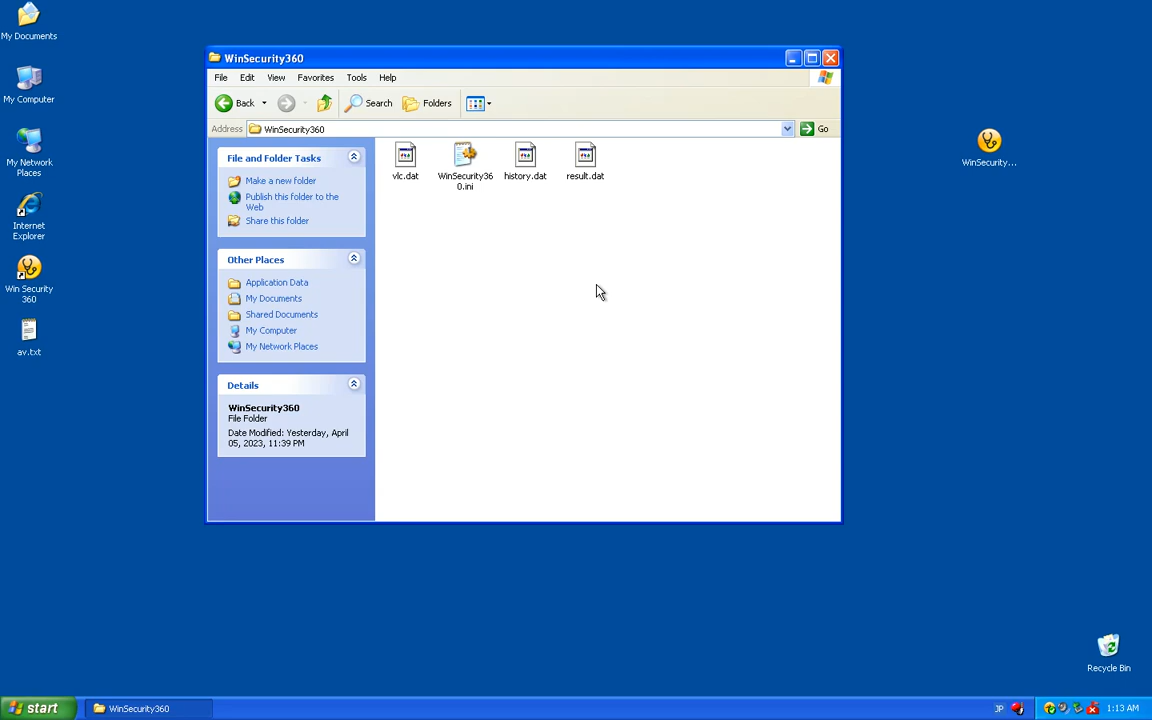 My Documents
My Computer
My Network
Places
Internet
Explorer
Win Security
360
av.txt
WinSecurity360
File Edit View Favorites Tools Help
Back Search Folders
Address WinSecurity360 Go
File and Folder Tasks
Make a new folder
Publish this folder to the
Web
Share this folder
Other Places
Application Data
My Documents
Shared Documents
My Computer
My Network Places
Details
WinSecurity360
File Folder
Date Modified: Yesterday, April
05, 2023, 11:39 PM
vlc.dat
WinSecurity36
0.ini
history.dat
result.dat
WinSecurity...
Recycle Bin
start
WinSecurity360
JP
1:13 AM